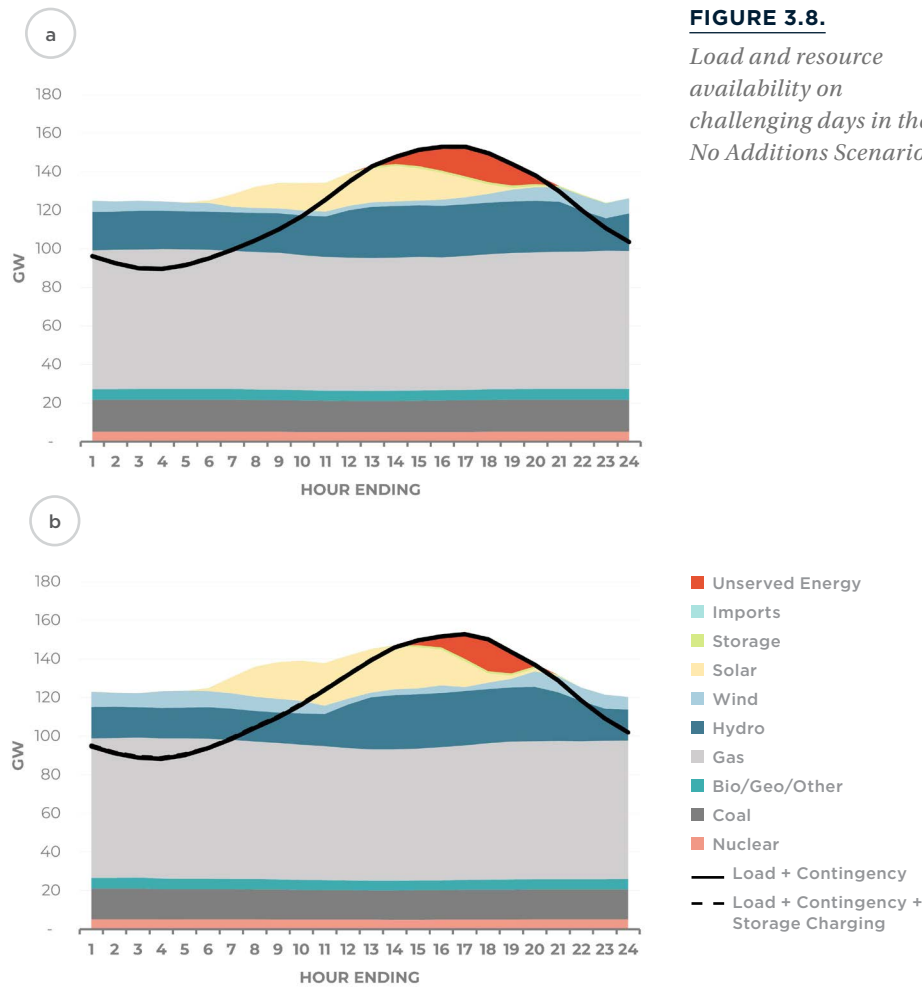 FIGURE 3.8.
Load and resource
availability on
challenging days in the
No Additions Scenario
a
180
160
140
120
100
80
60
40
20
-
GW
1 2 3 4 5 6 7 8 9 10 11 12 13 14 15 16 17 18 19 20 21 22 23 24
HOUR ENDING
b
180
160
140
120
100
80
60
40
20
-
GW
1 2 3 4 5 6 7 8 9 10 11 12 13 14 15 16 17 18 19 20 21 22 23 24
HOUR ENDING
Unserved Energy
Imports
Storage
Solar
Wind
Hydro
Gas
Bio/Geo/Other
Coal
Nuclear
Load + Contingency
Load + Contingency +
Storage Charging